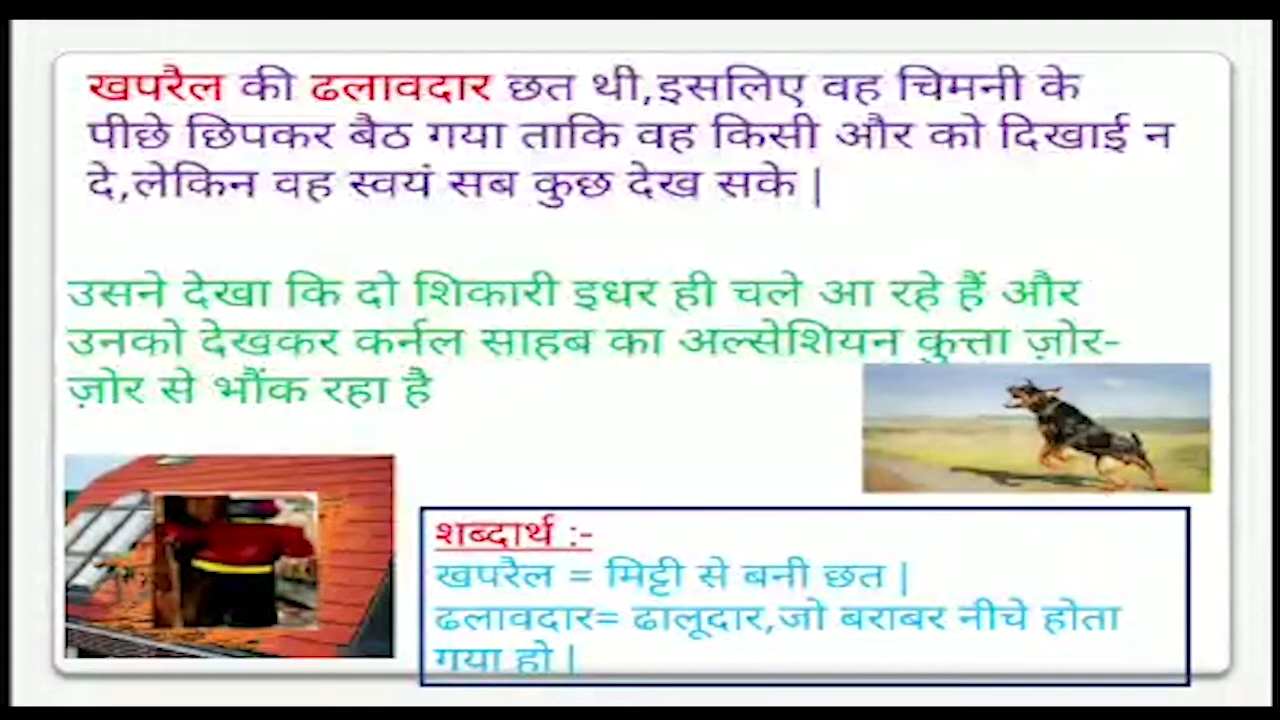 खपरैल की ढलावदार छत थी,इसलिए वह चिमनी के
पीछे छिपकर बैठ गया ताकि वह किसी और को दिखाई न
दे,लेकिन वह स्वयं सब कुछ देख सके |
उसने देखा कि दो शिकारी इधर ही चले आ रहे हैं और
उनको देखकर कर्नल साहब का अल्सेशियन कुत्ता ज़ोर-
ज़ोर से भौंक रहा है
शब्दार्थ :-
खपरैल = मिट्टी से बनी छत |
ढलावदार= ढालूदार,जो बराबर नीचे होता
गया हो |